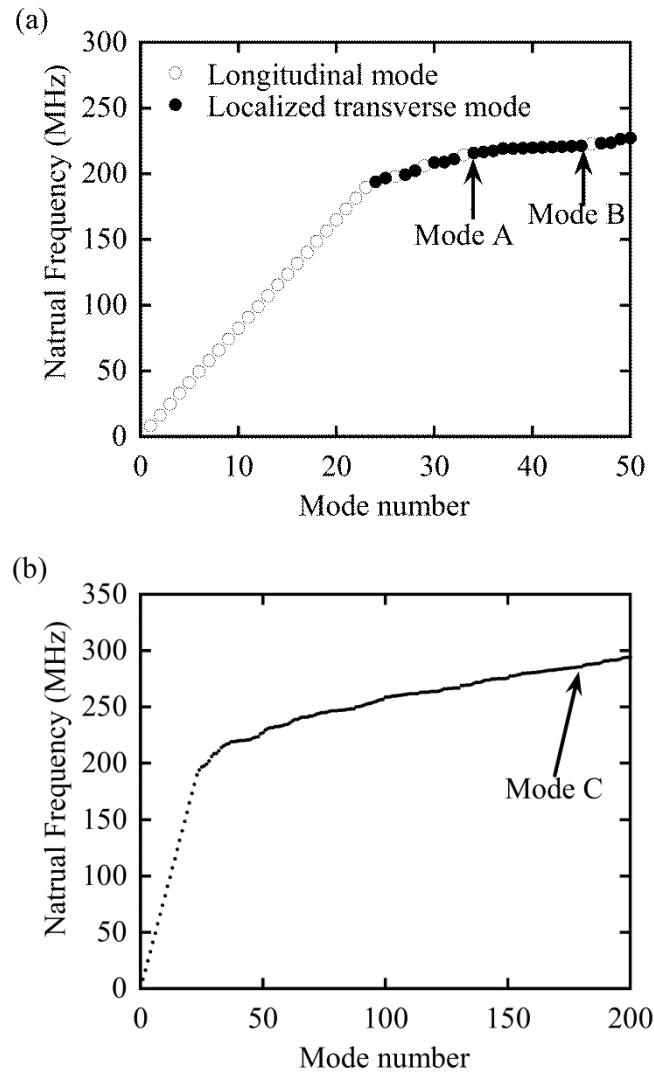 (a)
300
250
200
150
100
50
0
Natrual Frequency (MHz)
Longitudinal mode
Localized transverse mode
Mode A
Mode B
0
10
20
30
40
50
Mode number
(b)
350
300
250
200
150
100
50
0
Natrual Frequency (MHz)
Mode C
0
50
100
150
200
Mode number